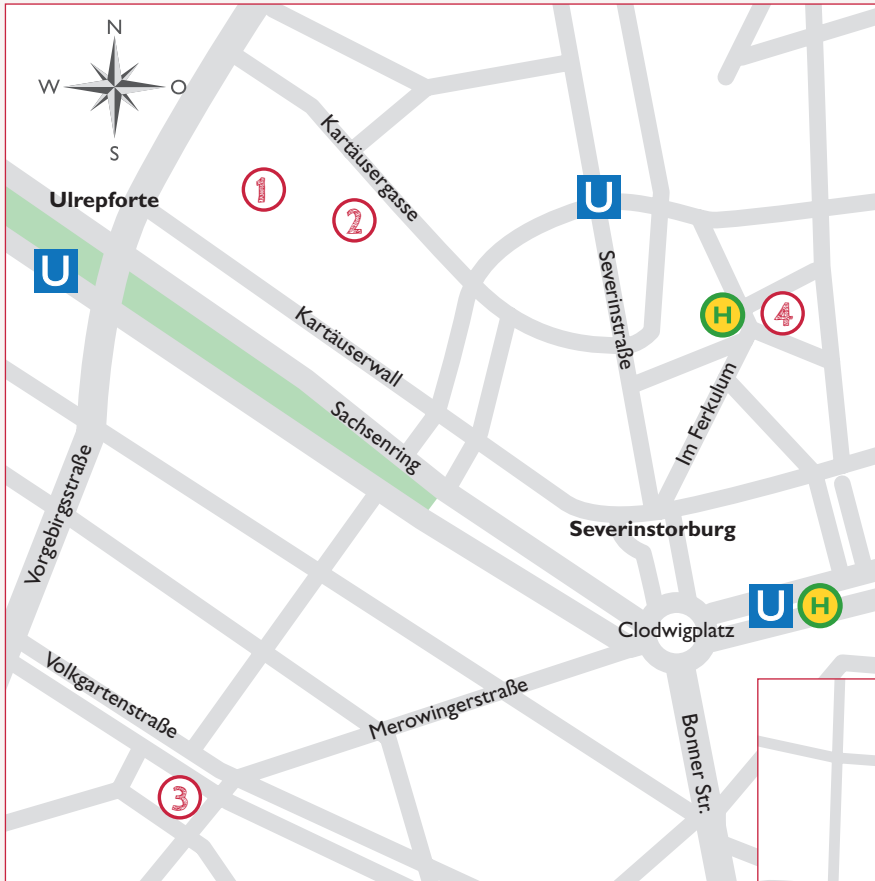 N
W
O
S
Kartäusergasse
1
2
Ulrepforte
U
U
Severinstraße
H
4
Kartäuserwall
Sachsenring
Im Ferkulum
Vorgebirgsstraße
Severinstorburg
U
H
Clodwigplatz
Volkgartenstraße
Merowingerstraße
Bonner Str.
3